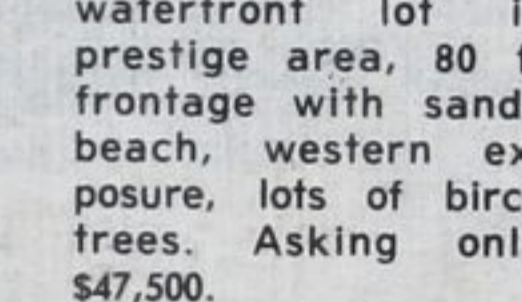 waterfront lot i
prestige area, 80
frontage with sand
beach, western ex
posure, lots of birc
trees. Asking onl
$47,500.